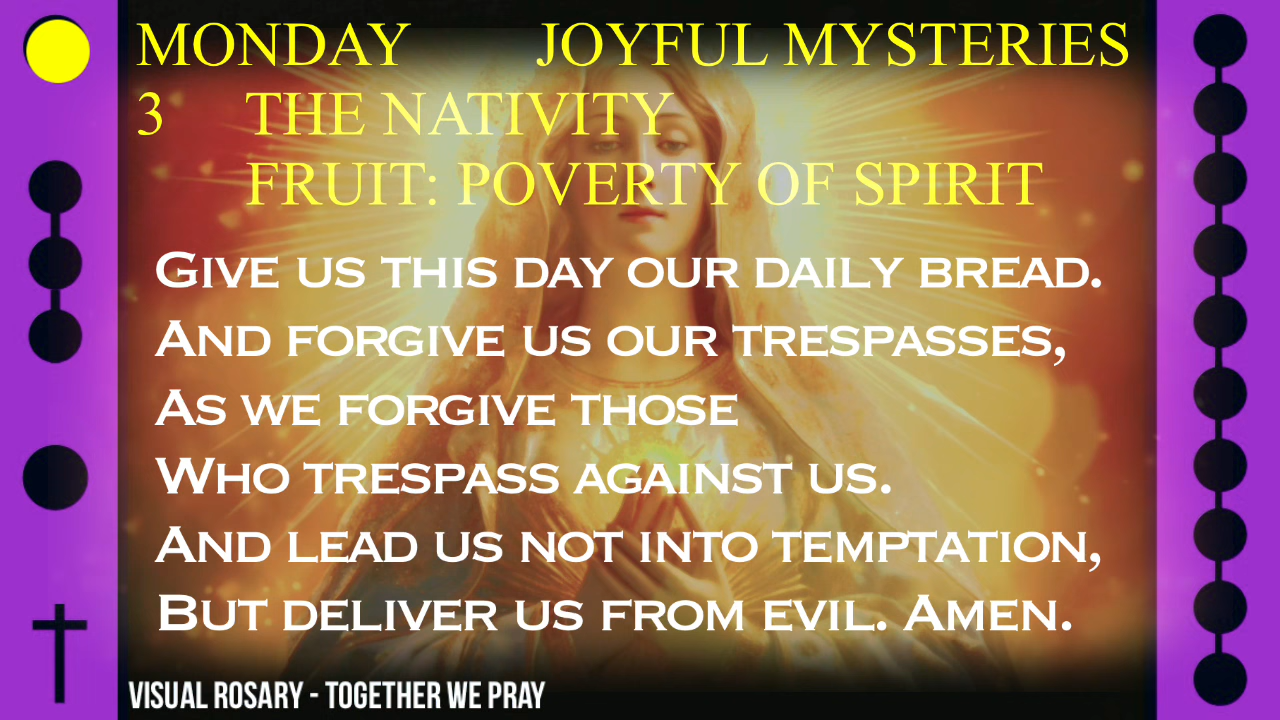 MONDAY JOYFUL MYSTERIES
3 THE NATIVITY
FRUIT: POVERTY OF SPIRIT
GIVE US THIS DAY OUR DAILY BREAD.
AND FORGIVE US OUR TRESPASSES,
AS WE FORGIVE THOSE
WHO TRESPASS AGAINST US.
AND LEAD US NOT INTO TEMPTATION,
BUT DELIVER US FROM EVIL. AMEN.
VISUAL ROSARY - TOGETHER WE PRAY